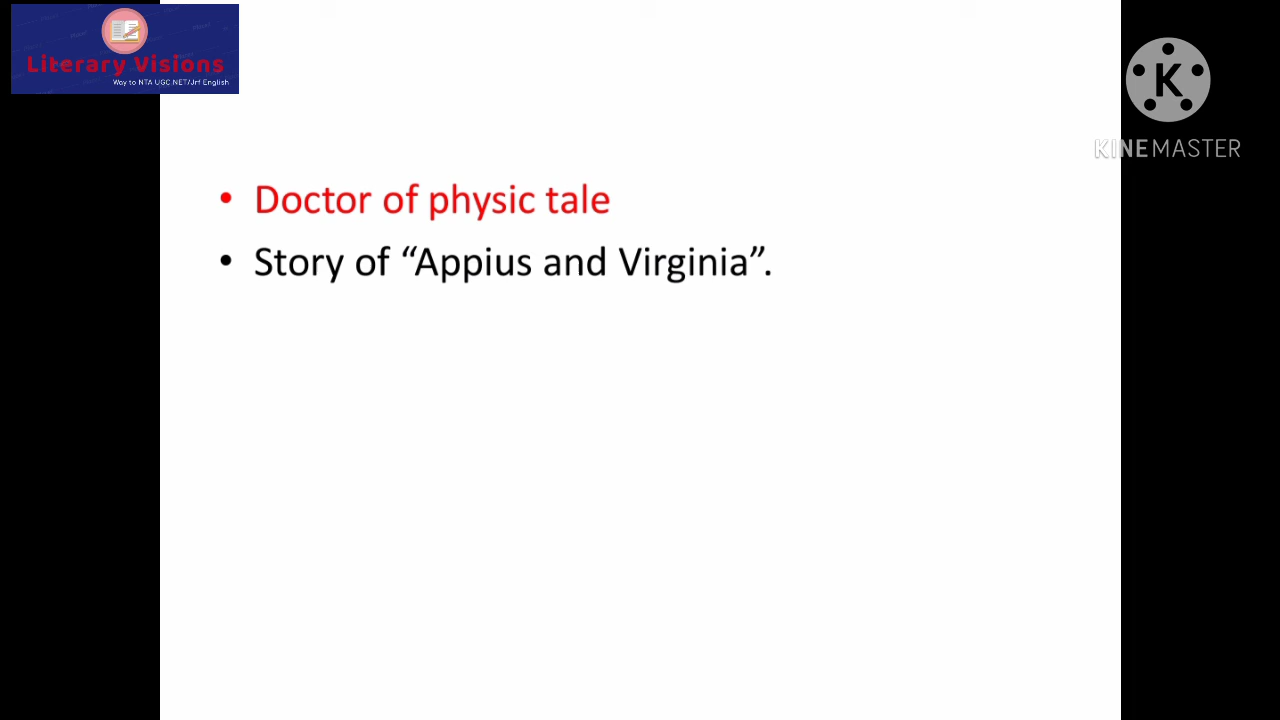 Literary Visions
Way to NTA UGC NET/Jrf English
K
KINEMASTER
• Doctor of physic tale
• Story of “Appius and Virginia”.